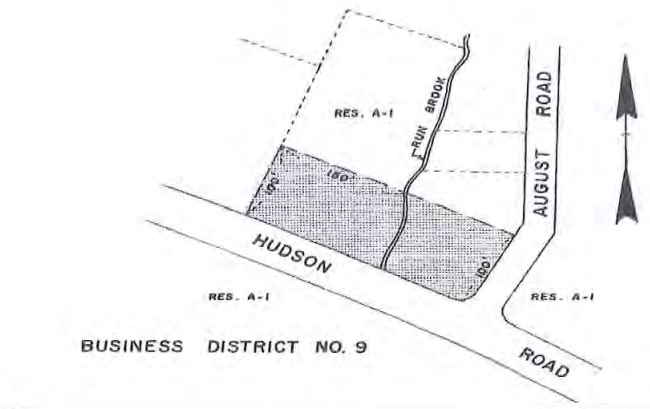 RES. A-1
RUN BROOK
AUGUST ROAD
100'
180'
100'
HUDSON
ROAD
RES. A-1
RES. A-1
BUSINESS DISTRICT NO. 9